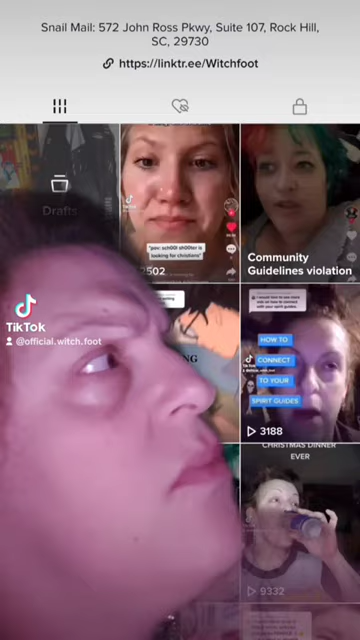 Snail Mail: 572 John Ross Pkwy, Suite 107, Rock Hill,
SC, 29730
https://linktr.ee/Witchfoot
Drafts
"pov: sch00l sh00ter is
looking for christians"
2502
Community
Guidelines violation
TikTok
@official.witch.foot
HOW TO
CONNECT
TO YOUR
SPIRIT GUIDES
3188
CHRISTMAS DINNER
EVER
9332